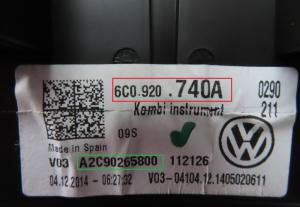 6C0.920 .740A 0290
Kombi instrument 211
09S
Made in Spain
V03 A2C90265800 112126
04.12.2014 - 06:27:32 V03-04104.12.1405020611